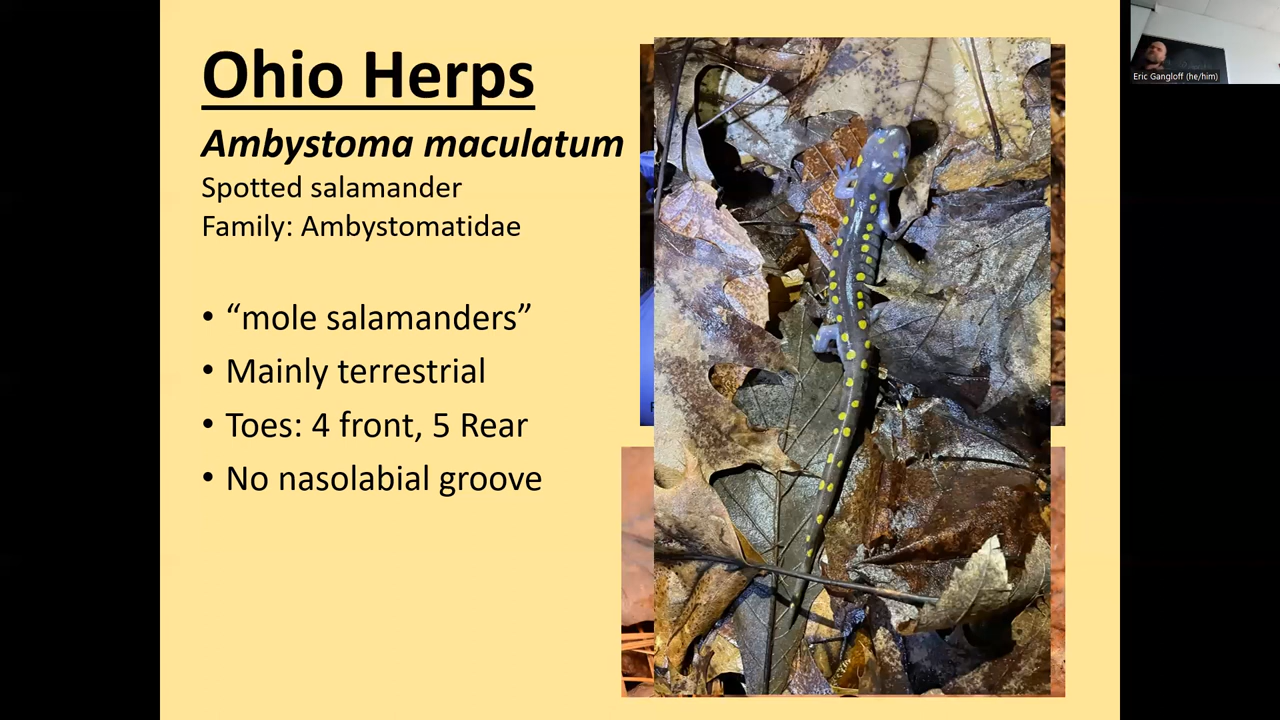 Ohio Herps
Ambystoma maculatum
Spotted salamander
Family: Ambystomatidae
• “mole salamanders”
• Mainly terrestrial
• Toes: 4 front, 5 Rear
• No nasolabial groove
Eric Gangloff (he/him)